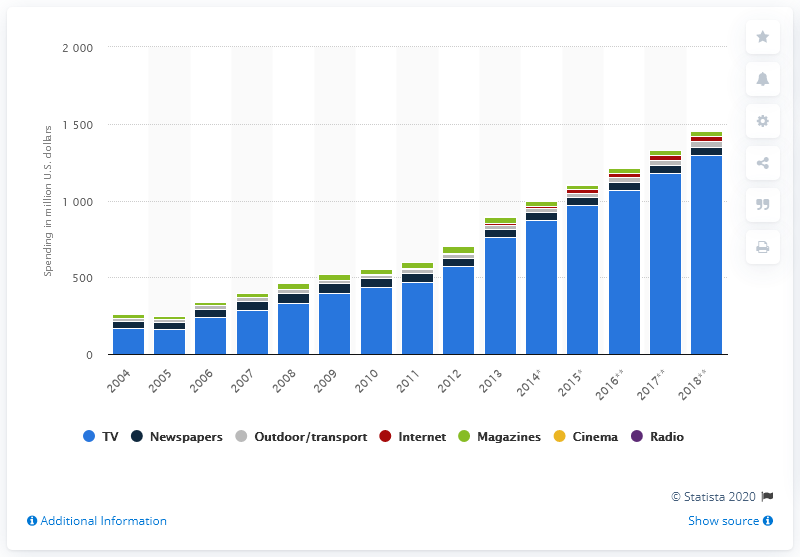 2 000
1 500
1 000
500
0
Spending in million U.S. dollars
2004 2005 2006 2007 2008 2009 2010 2011 2012 2013 2014* 2015* 2016** 2017** 2018**
TV Newspapers Outdoor/transport Internet Magazines Cinema Radio
© Statista 2020
Additional Information Show source